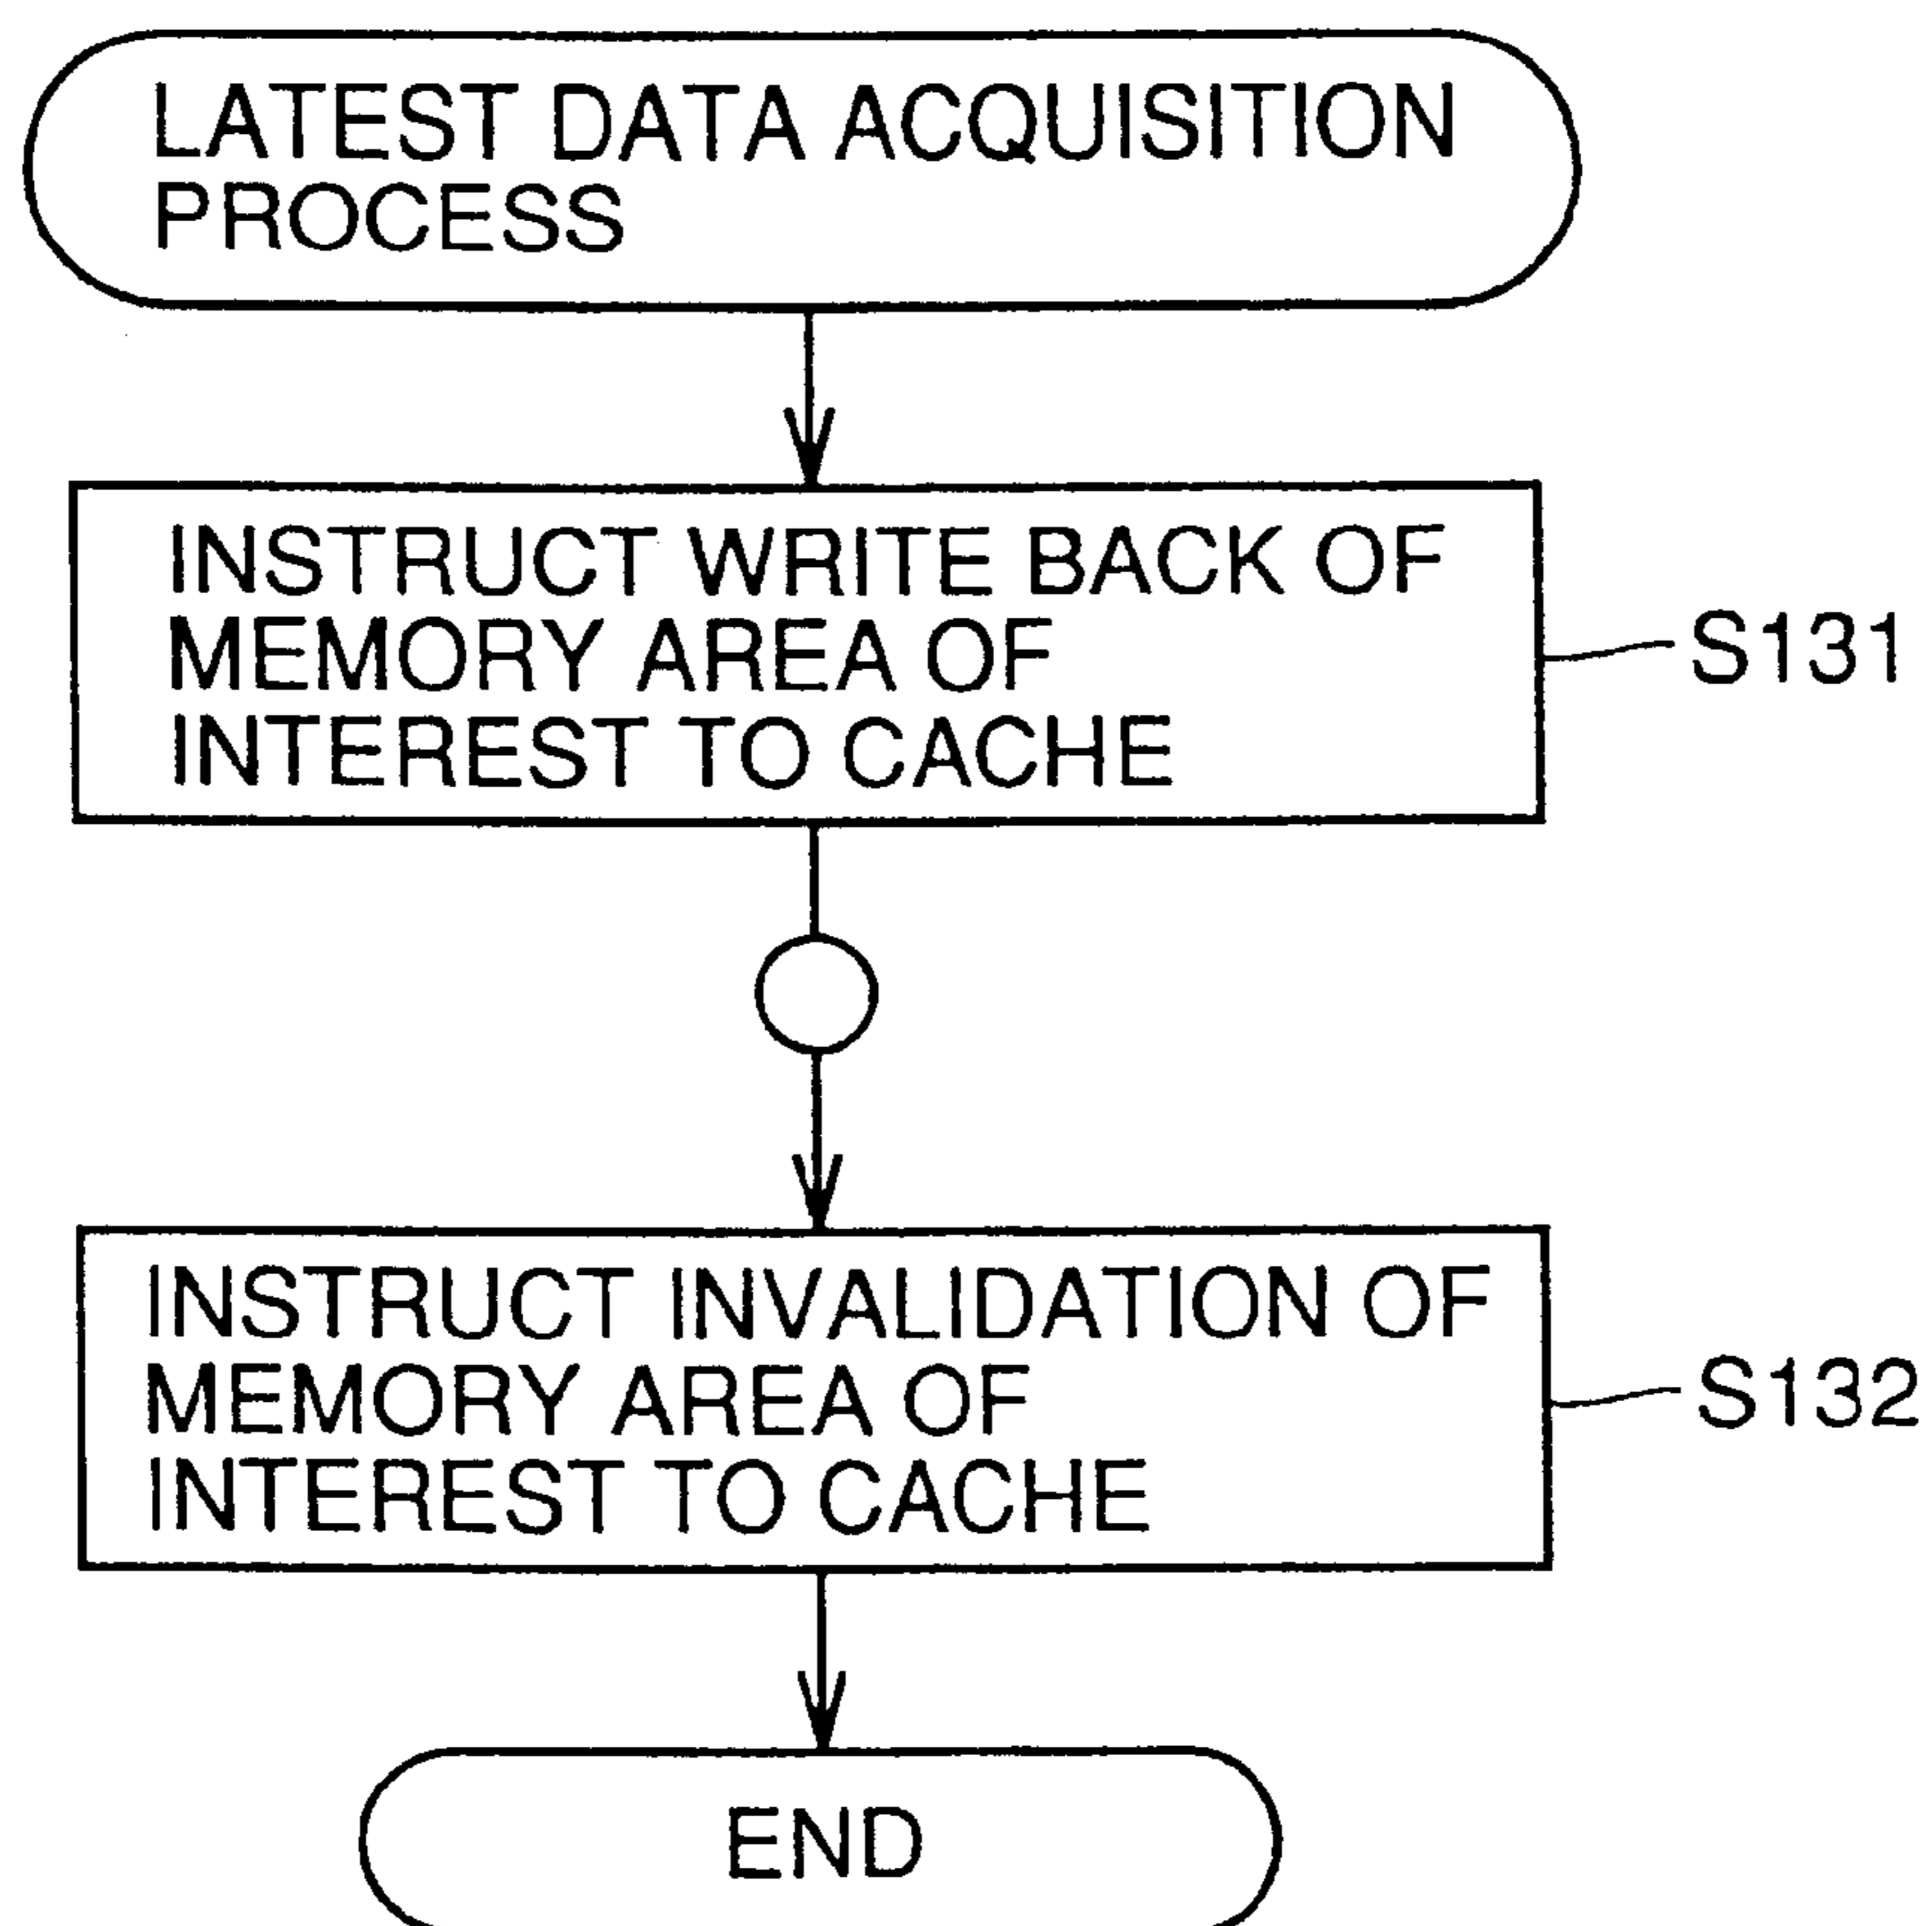 LATEST DATA ACQUISITION
PROCESS
INSTRUCT WRITE BACK OF
MEMORY AREA OF
INTEREST TO CACHE
S131
INSTRUCT INVALIDATION OF
MEMORY AREA OF
INTEREST TO CACHE
S132
END